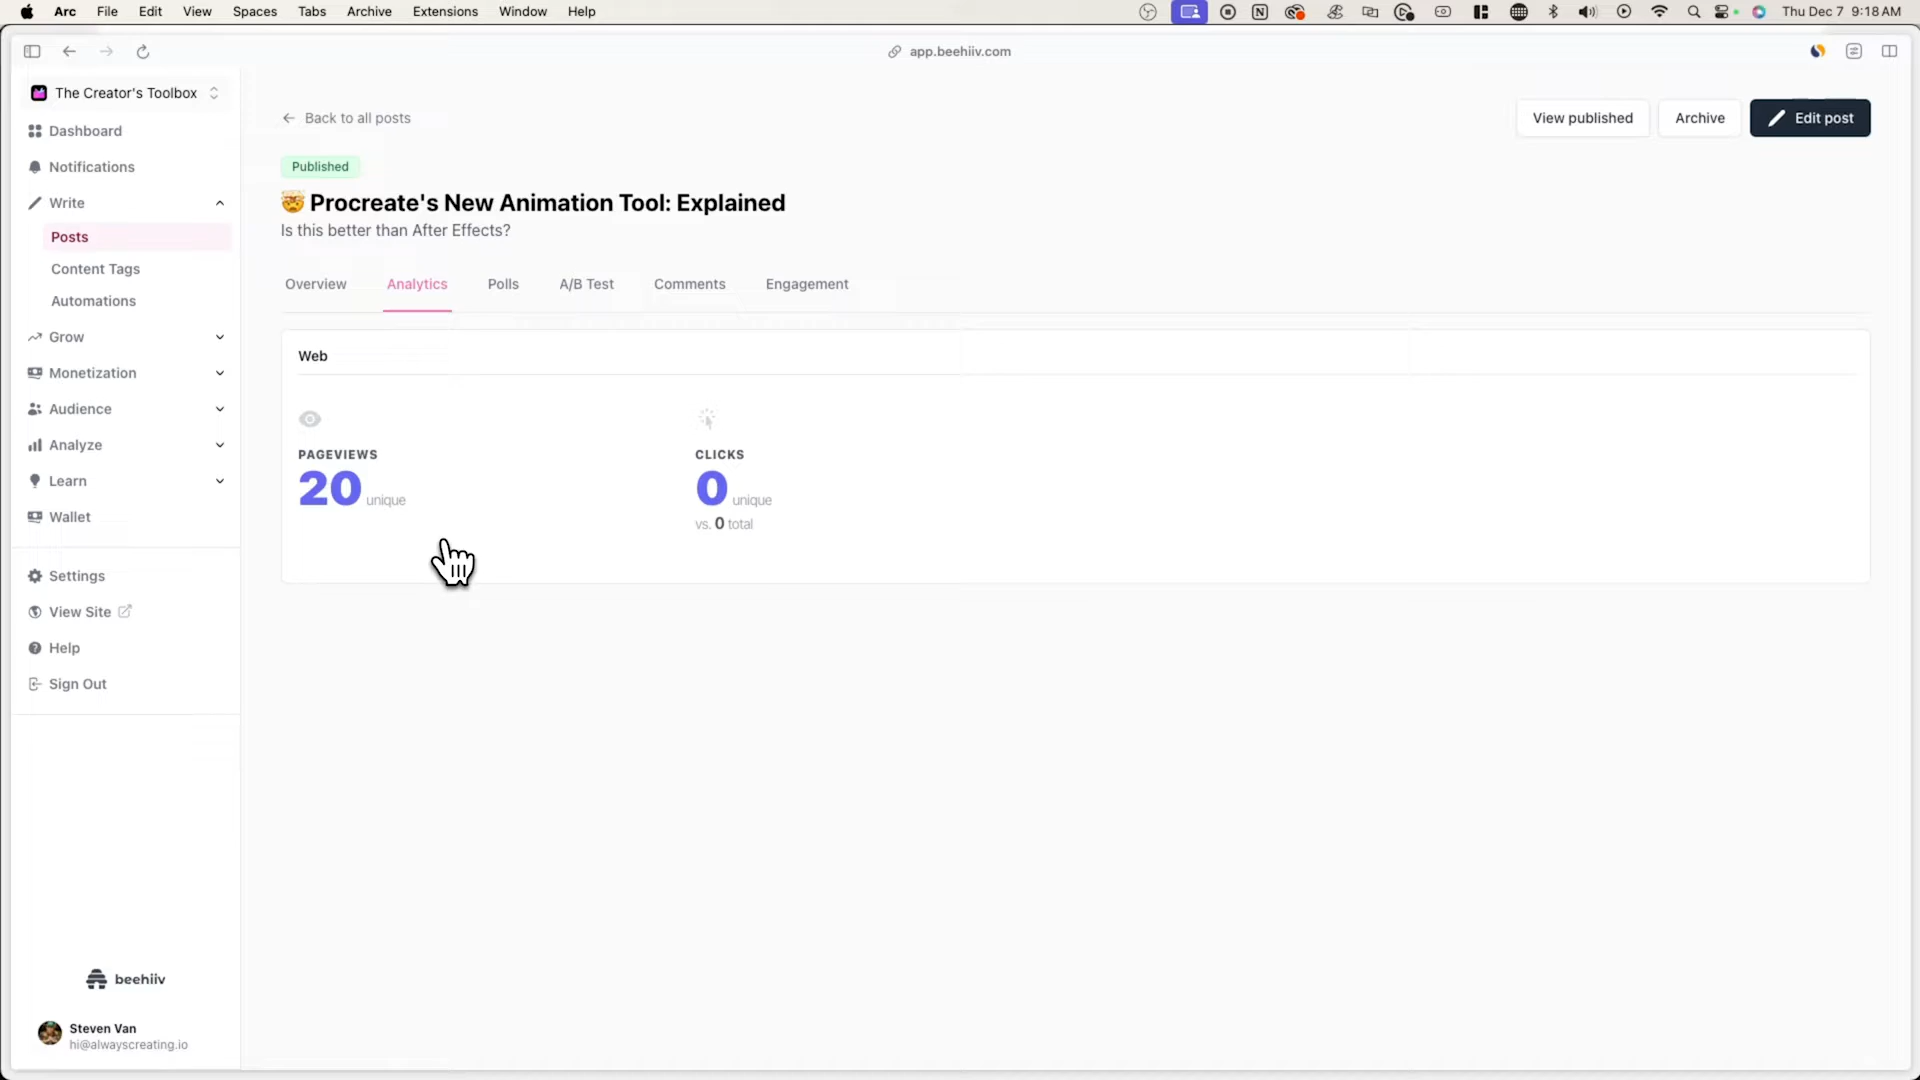 Arc File Edit View Spaces Tabs Archive Extensions Window Help Thu Dec 7 9:18 AM
app.beehiiv.com
The Creator's Toolbox
Dashboard
Notifications
Write
Posts
Content Tags
Automations
Grow
Monetization
Audience
Analyze
Learn
Wallet
Settings
View Site
Help
Sign Out
beehiiv
Steven Van
hi@alwayscreating.io
← Back to all posts
View published Archive Edit post
Published
🤯 Procreate's New Animation Tool: Explained
Is this better than After Effects?
Overview Analytics Polls A/B Test Comments Engagement
Web
PAGEVIEWS
20 unique
CLICKS
0 unique
vs. 0 total